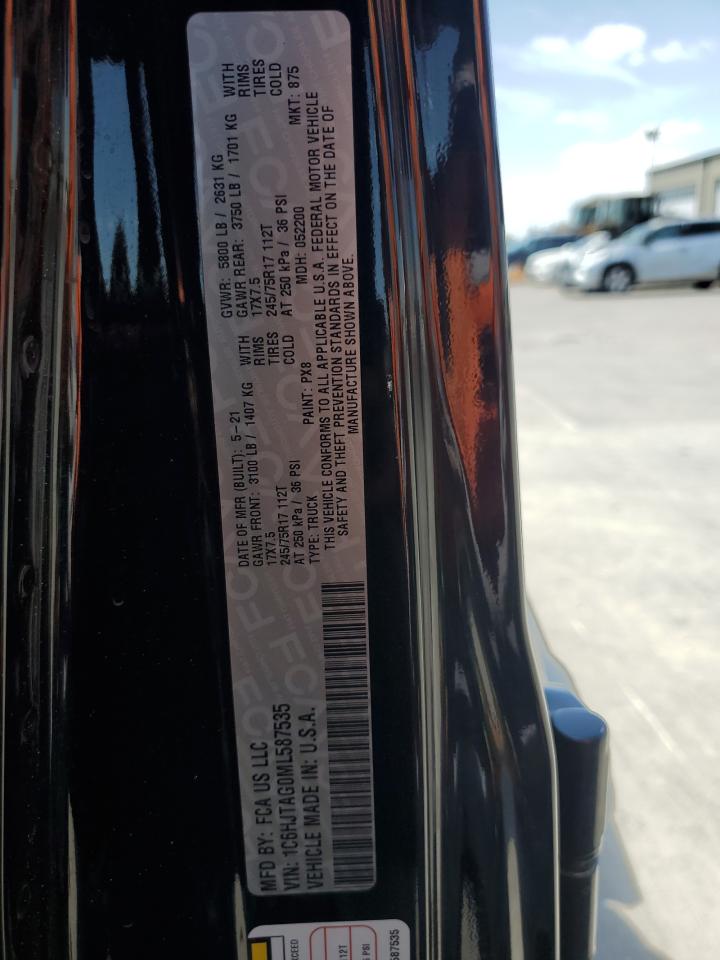 MFD BY: FCA US LLC
DATE OF MFR (BUILT): 5-21
GVWR: 5800 LB / 2631 KG
GAWR FRONT: 3100 LB / 1407 KG WITH
GAWR REAR: 3750 LB / 1701 KG WITH
17X7.5 RIMS
17X7.5 RIMS
245/75R17 112T TIRES
245/75R17 112T TIRES
AT 250 kPa / 36 PSI COLD
AT 250 kPa / 36 PSI COLD
VIN: 1C6HJTAG0ML587535
TYPE: TRUCK PAINT: PX8 MDH: 052200 MKT: 875
VEHICLE MADE IN: U.S.A.
THIS VEHICLE CONFORMS TO ALL APPLICABLE U.S.A. FEDERAL MOTOR VEHICLE
SAFETY AND THEFT PREVENTION STANDARDS IN EFFECT ON THE DATE OF
MANUFACTURE SHOWN ABOVE.
112T
PSI
587535